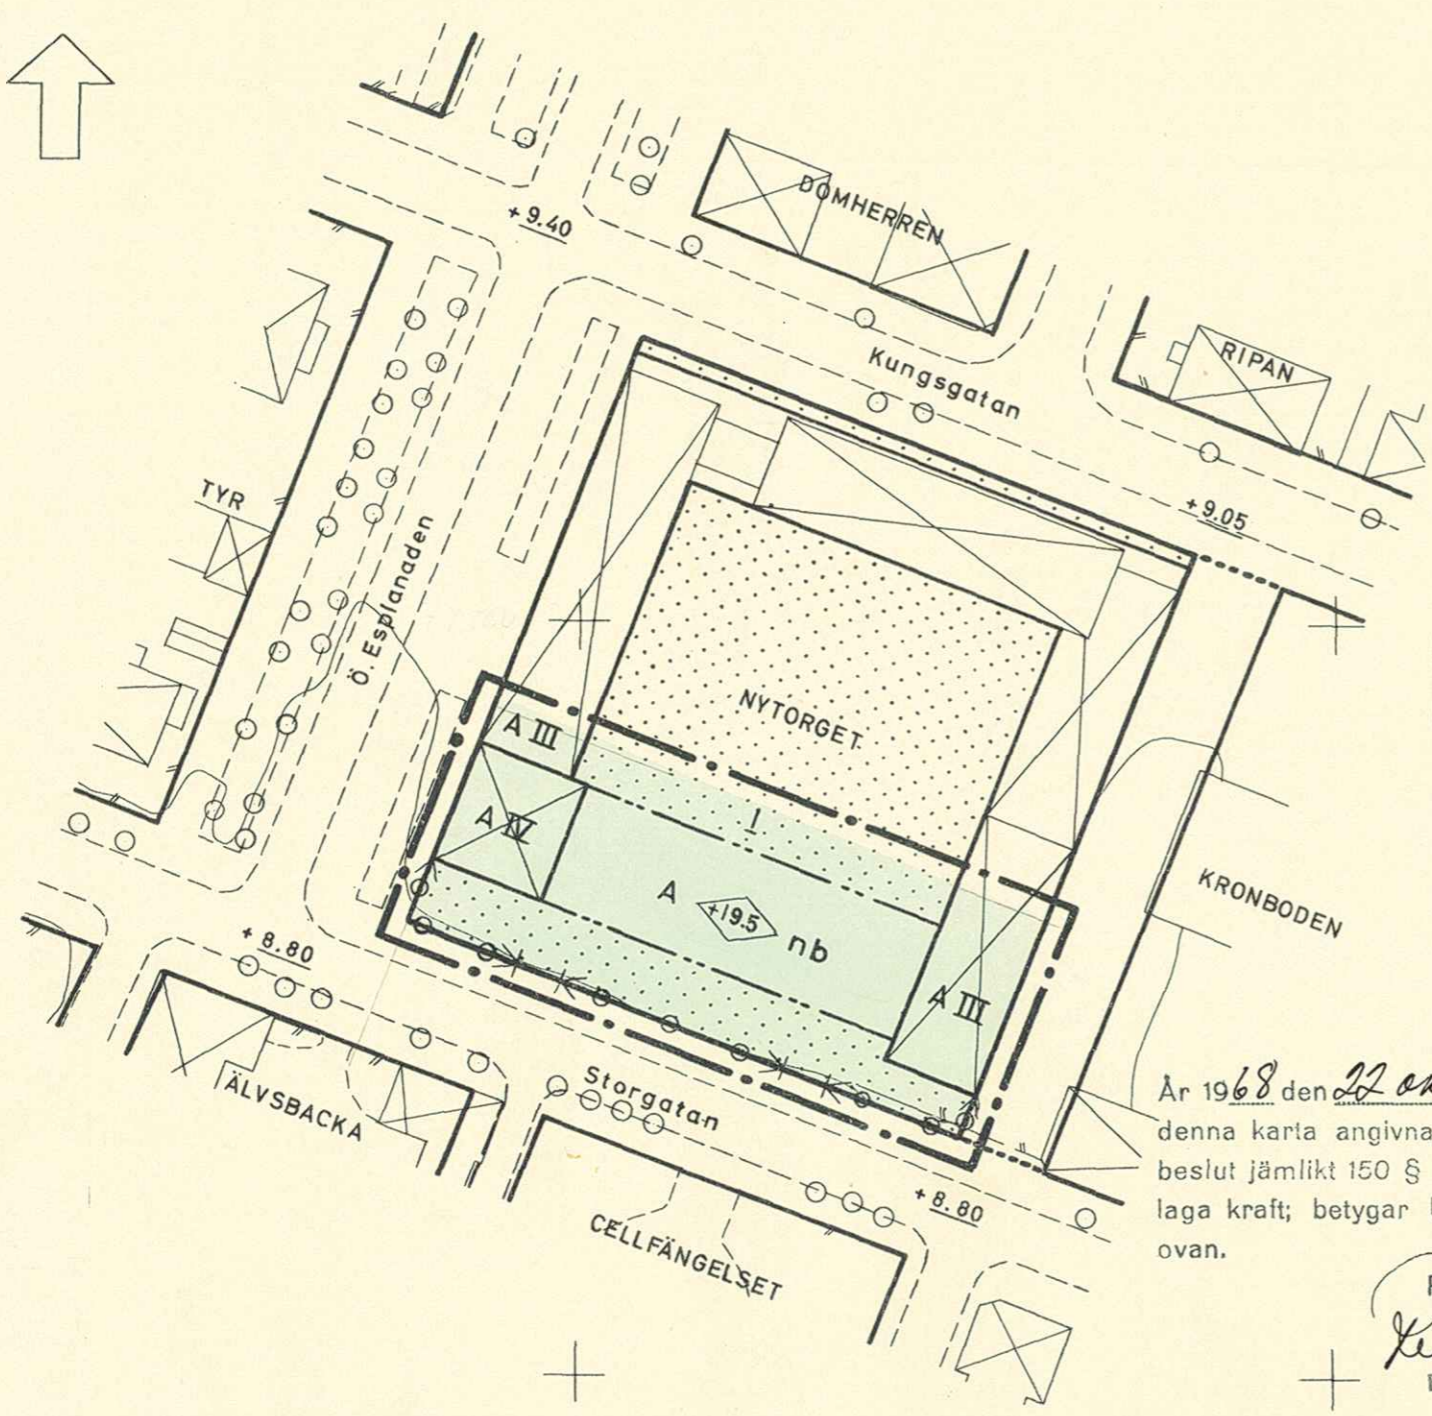 DOMHERREN
+ 9.40
Kungsgatan
RIPAN
TYR
+ 9.05
Ö. Esplanaden
NYTORGET
A III
I
A IV
A
+19.5
nb
KRONBODEN
+ 8.80
A III
ÄLVSBACKA
Storgatan
År 1968 den 22
denna karta angivna
beslut jämlikt 150 §
laga kraft; betygar
ovan.
+ 8.80
CELLFÄNGELSET